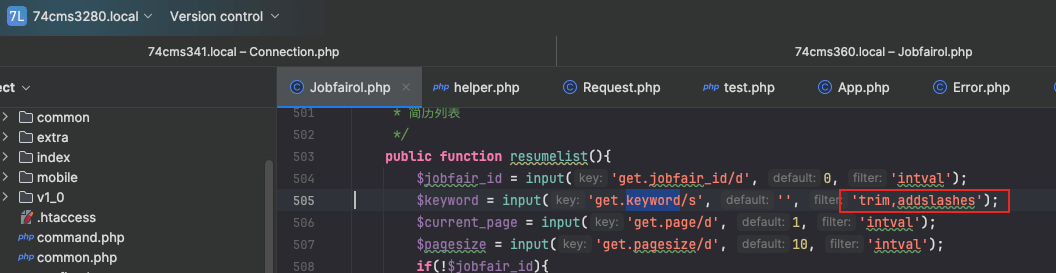 7L 74cms3280.local Version control
74cms341.local – Connection.php 74cms360.local – Jobfairol.php
ect Jobfairol.php × php helper.php Request.php php test.php App.php Error.php
common
extra
index
mobile
v1_0
.htaccess
command.php
common.php
501 * 简历列表
502 */
503 public function resumelist(){
504 $jobfair_id = input( key: 'get.jobfair_id/d', default: 0, filter: 'intval');
505 $keyword = input( key: 'get.keyword/s', default: '', filter: 'trim,addslashes');
506 $current_page = input( key: 'get.page/d', default: 1, filter: 'intval');
507 $pagesize = input( key: 'get.pagesize/d', default: 10, filter: 'intval');
508 if(!$jobfair_id){